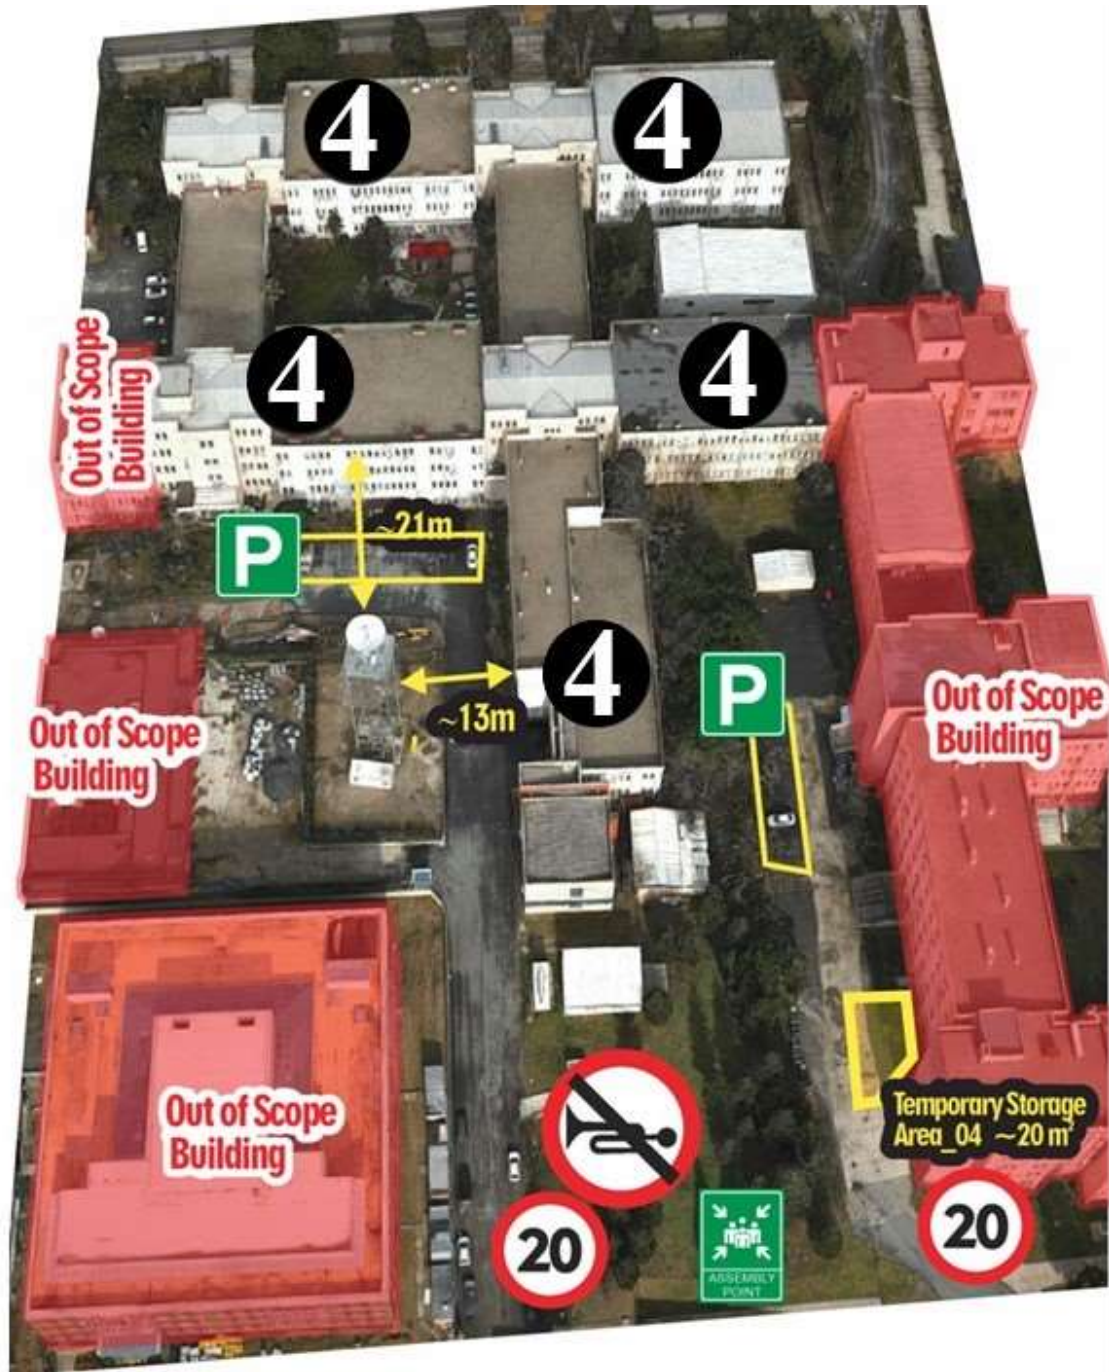 4
4
Out of Scope
Building
4
4
P
~21m
4
P
~13m
Out of Scope
Building
Out of Scope
Building
Out of Scope
Building
Temporary Storage
Area_04 ~20 m²
20
20
ASSEMBLY
POINT